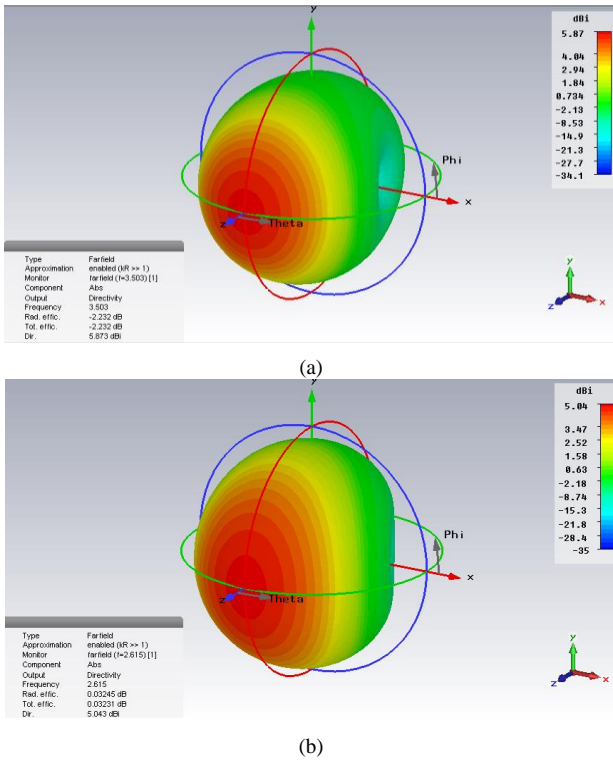 y
dBi
5.87
4.04
2.94
1.84
0.734
-2.13
-8.53
-14.9
-21.3
-27.7
-34.1
Phi
x
z
Theta
Type Farfield
Approximation enabled (kR >> 1)
Monitor farfield (f=3.503) [1]
Component Abs
Output Directivity
Frequency 3.503
Rad. effic. -2.232 dB
Tot. effic. -2.232 dB
Dir. 5.873 dBi
y
z
x
(a)
y
dBi
5.04
3.47
2.52
1.58
0.63
-2.18
-8.74
-15.3
-21.8
-28.4
-35
Phi
x
z
Theta
Type Farfield
Approximation enabled (kR >> 1)
Monitor farfield (f=2.615) [1]
Component Abs
Output Directivity
Frequency 2.615
Rad. effic. 0.03245 dB
Tot. effic. 0.03231 dB
Dir. 5.043 dBi
y
z
x
(b)